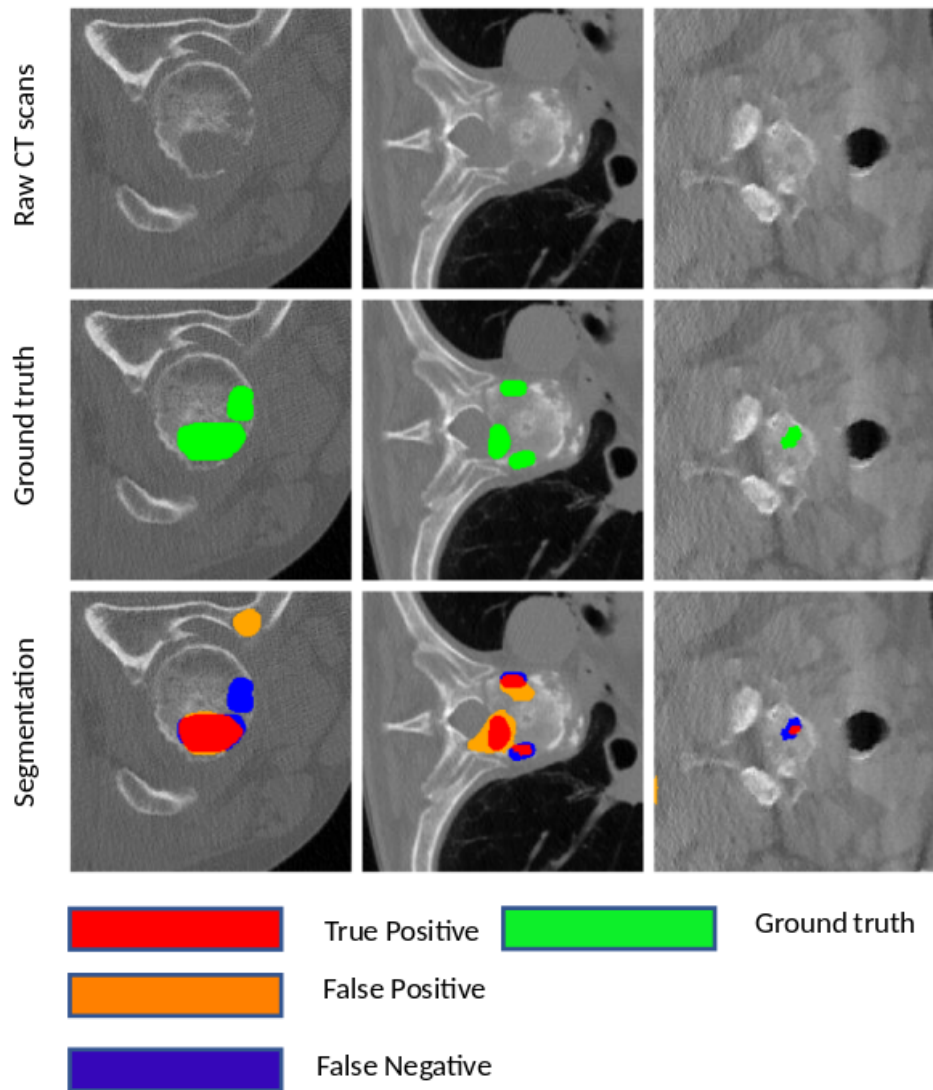 Raw CT scans
Ground truth
Segmentation
True Positive
Ground truth
False Positive
False Negative